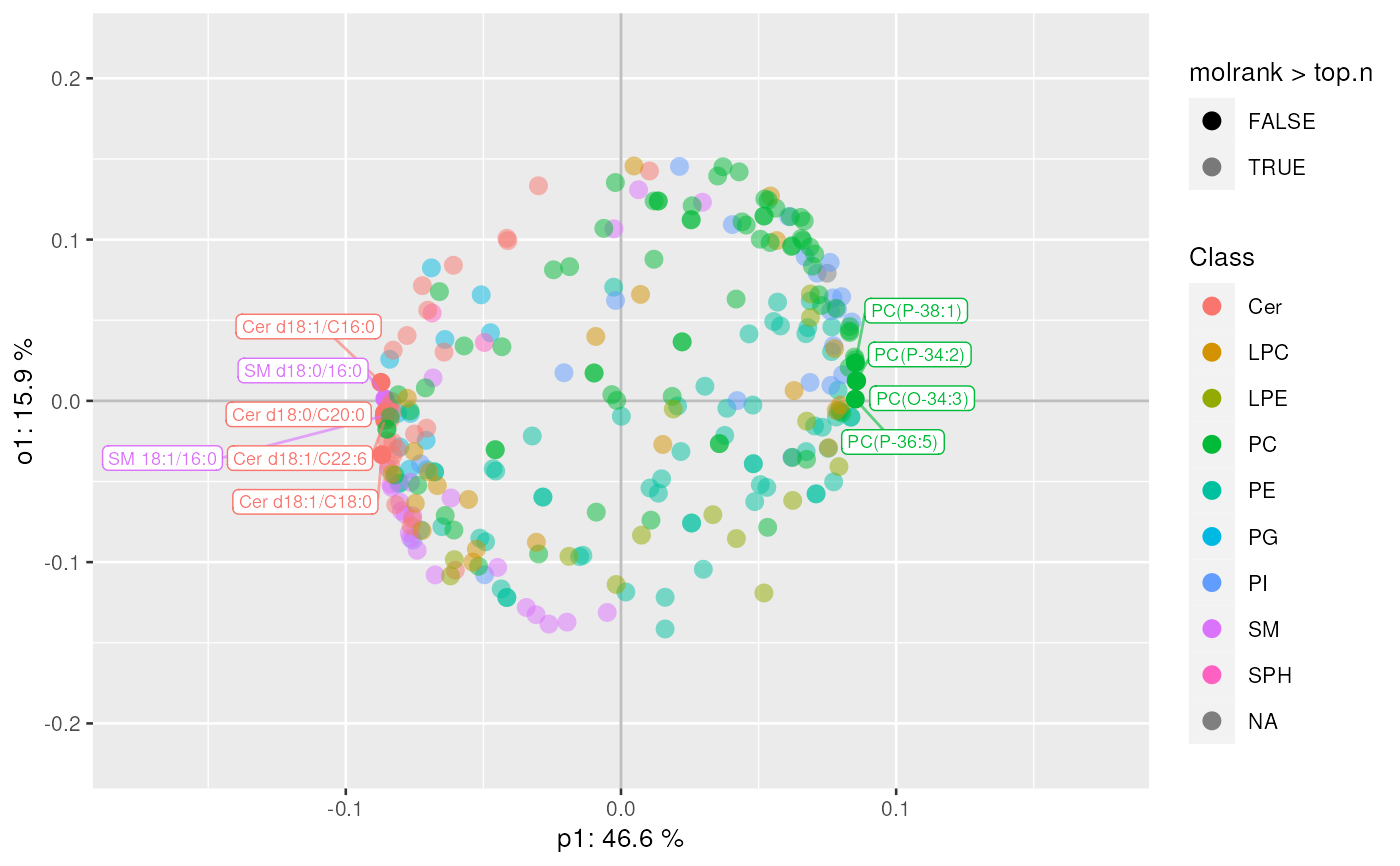 0.2
0.1
0.0
-0.1
-0.2
o1: 15.9 %
-0.1
0.0
0.1
p1: 46.6 %
Cer d18:1/C16:0
SM d18:0/16:0
Cer d18:0/C20:0
SM 18:1/16:0
Cer d18:1/C22:6
Cer d18:1/C18:0
PC(P-38:1)
PC(P-34:2)
PC(O-34:3)
PC(P-36:5)
molrank > top.n
FALSE
TRUE
Class
Cer
LPC
LPE
PC
PE
PG
PI
SM
SPH
NA